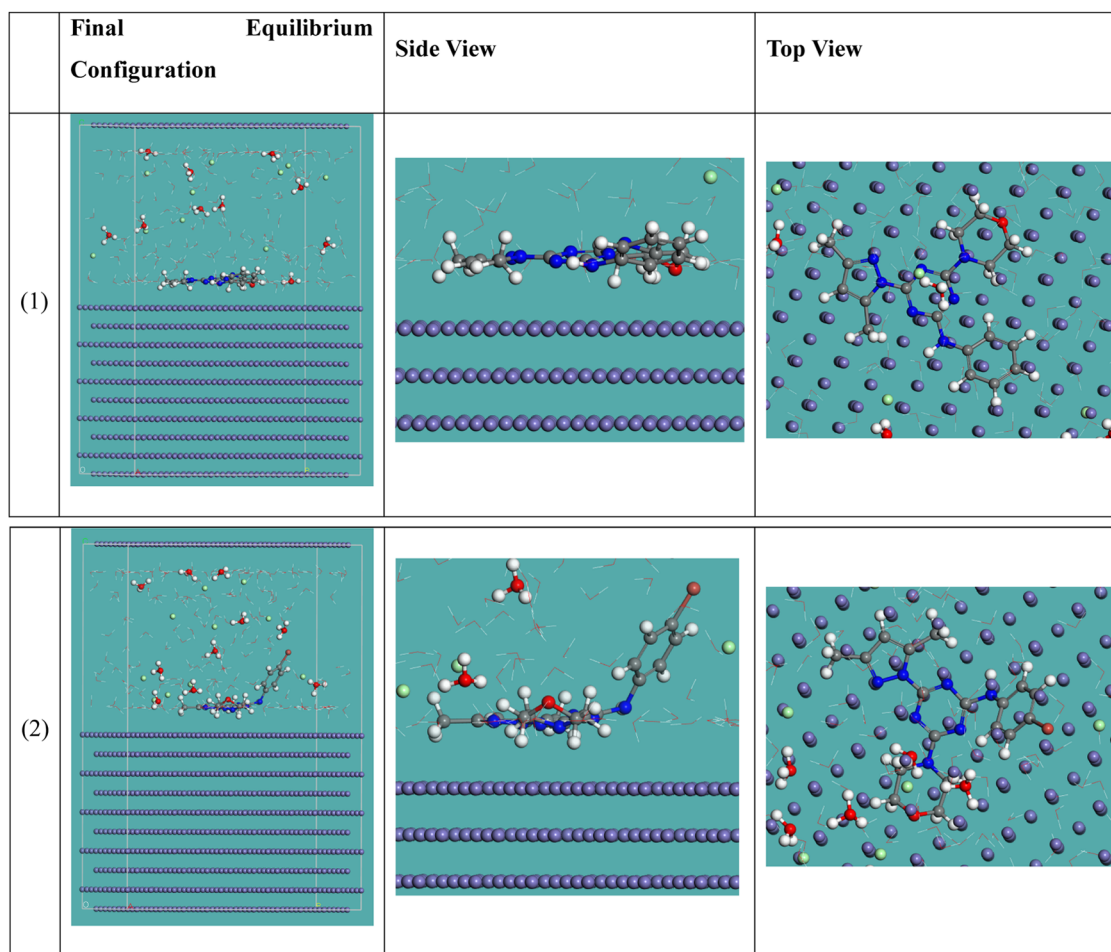 Final Equilibrium
Configuration
Side View
Top View
(1)
(2)